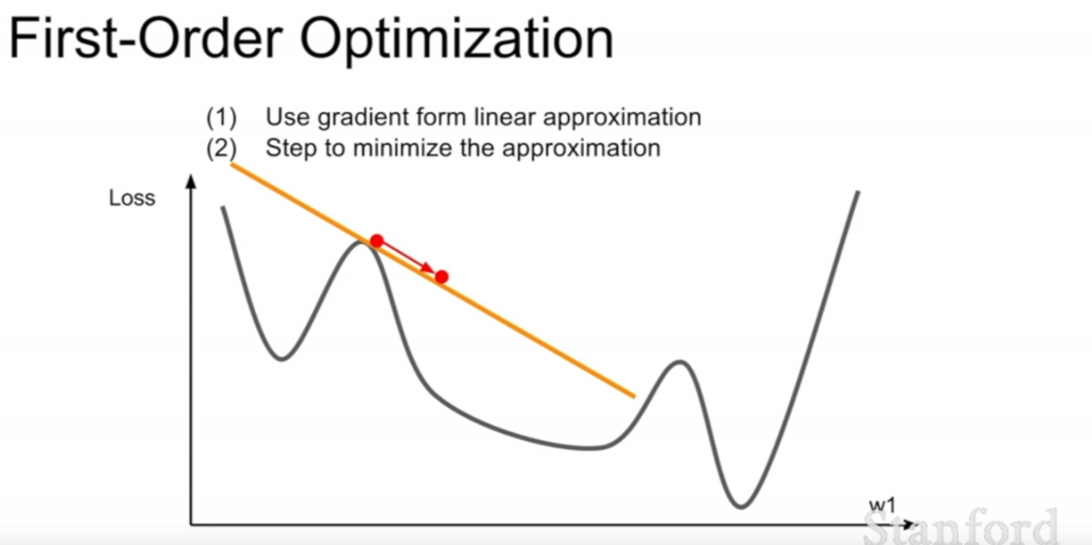 First-Order Optimization
(1) Use gradient form linear approximation
(2) Step to minimize the approximation
Loss
w1
Stanford